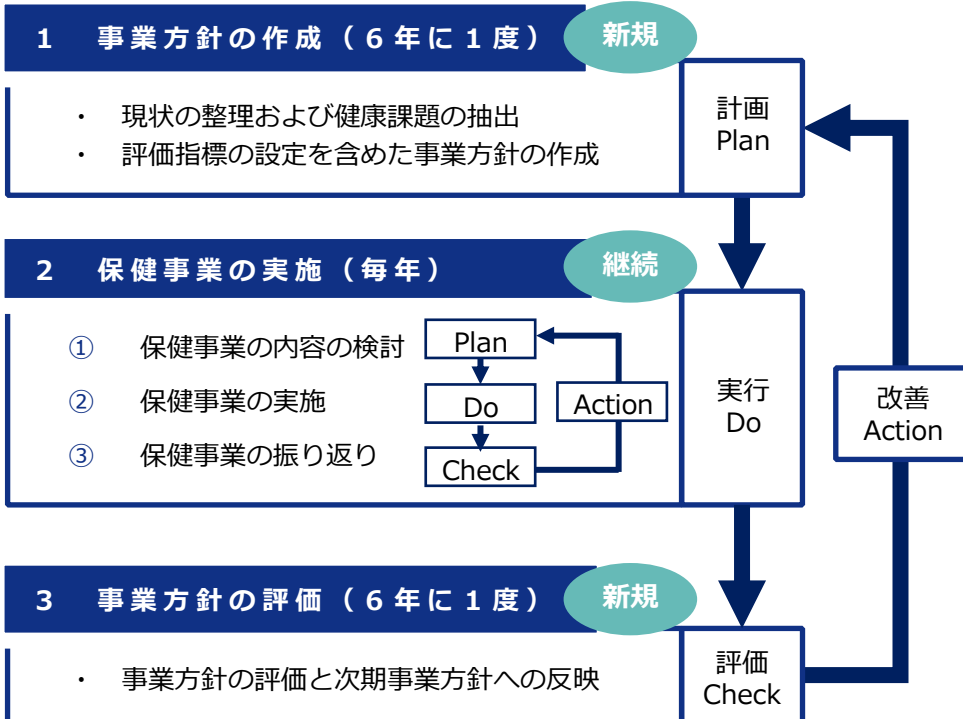 1 事業方針の作成（６年に１度）
新規
・ 現状の整理および健康課題の抽出
・ 評価指標の設定を含めた事業方針の作成
計画
Plan
2 保健事業の実施（毎年）
継続
① 保健事業の内容の検討
② 保健事業の実施
③ 保健事業の振り返り
Plan
Do
Check
Action
実行
Do
改善
Action
3 事業方針の評価（６年に１度）
新規
・ 事業方針の評価と次期事業方針への反映
評価
Check